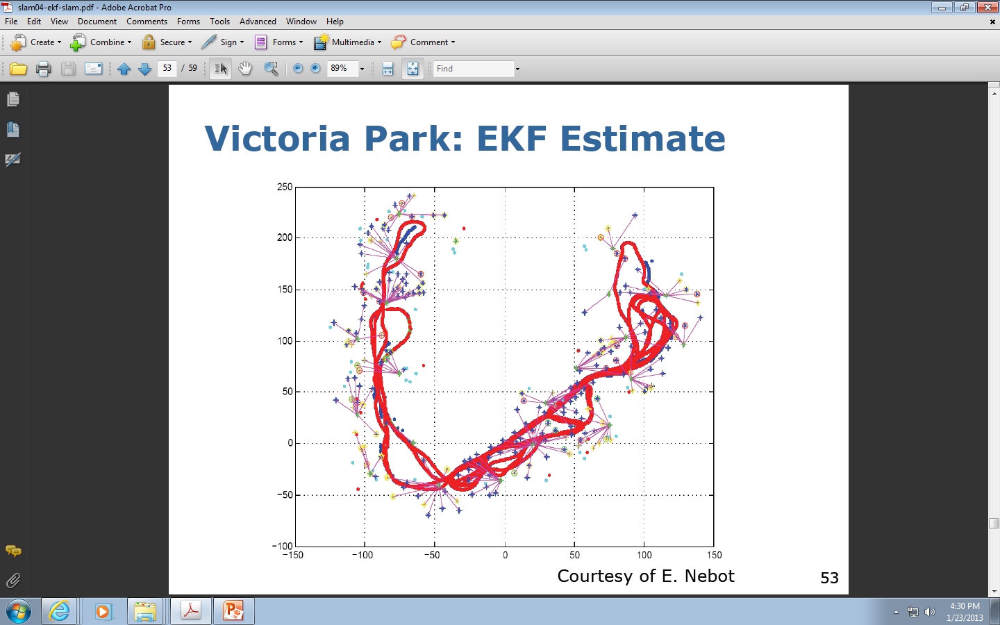 slam04-ekf-slam.pdf - Adobe Acrobat Pro
File Edit View Document Comments Forms Tools Advanced Window Help
Create Combine Secure Sign Forms Multimedia Comment
53 / 59 89% Find
Victoria Park: EKF Estimate
250
200
150
100
50
0
−50
−100
−150 −100 −50 0 50 100 150
Courtesy of E. Nebot
53
4:30 PM
1/23/2013